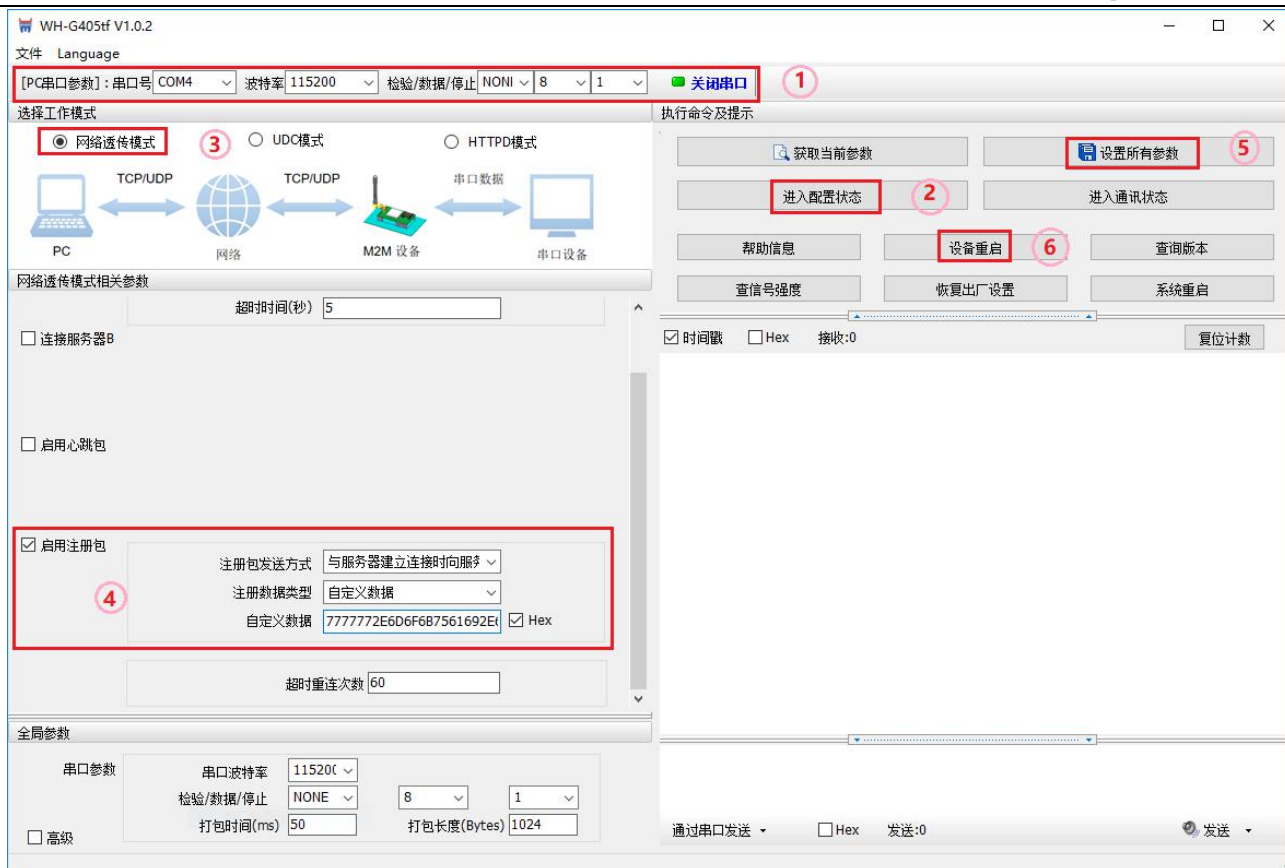 WH-G405tf V1.0.2
文件 Language
[PC串口参数]：串口号 COM4 波特率 115200 检验/数据/停止 NONI 8 1 关闭串口 1
选择工作模式
网络透传模式 3 UDC模式 HTTPD模式
TCP/UDP TCP/UDP 串口数据
PC 网络 M2M 设备 串口设备
网络透传模式相关参数
超时时间(秒) 5
连接服务器B
启用心跳包
启用注册包
注册包发送方式 与服务器建立连接时向服务
4 注册数据类型 自定义数据
自定义数据 7777772E6D6F6B7561692E6 Hex
超时重连次数 60
全局参数
串口参数 串口波特率 115200
检验/数据/停止 NONE 8 1
打包时间(ms) 50 打包长度(Bytes) 1024
高级
执行命令及提示
获取当前参数 设置所有参数 5
进入配置状态 2 进入通讯状态
帮助信息 设备重启 6 查询版本
查信号强度 恢复出厂设置 系统重启
时间戳 Hex 接收:0 复位计数
通过串口发送 Hex 发送:0 发送